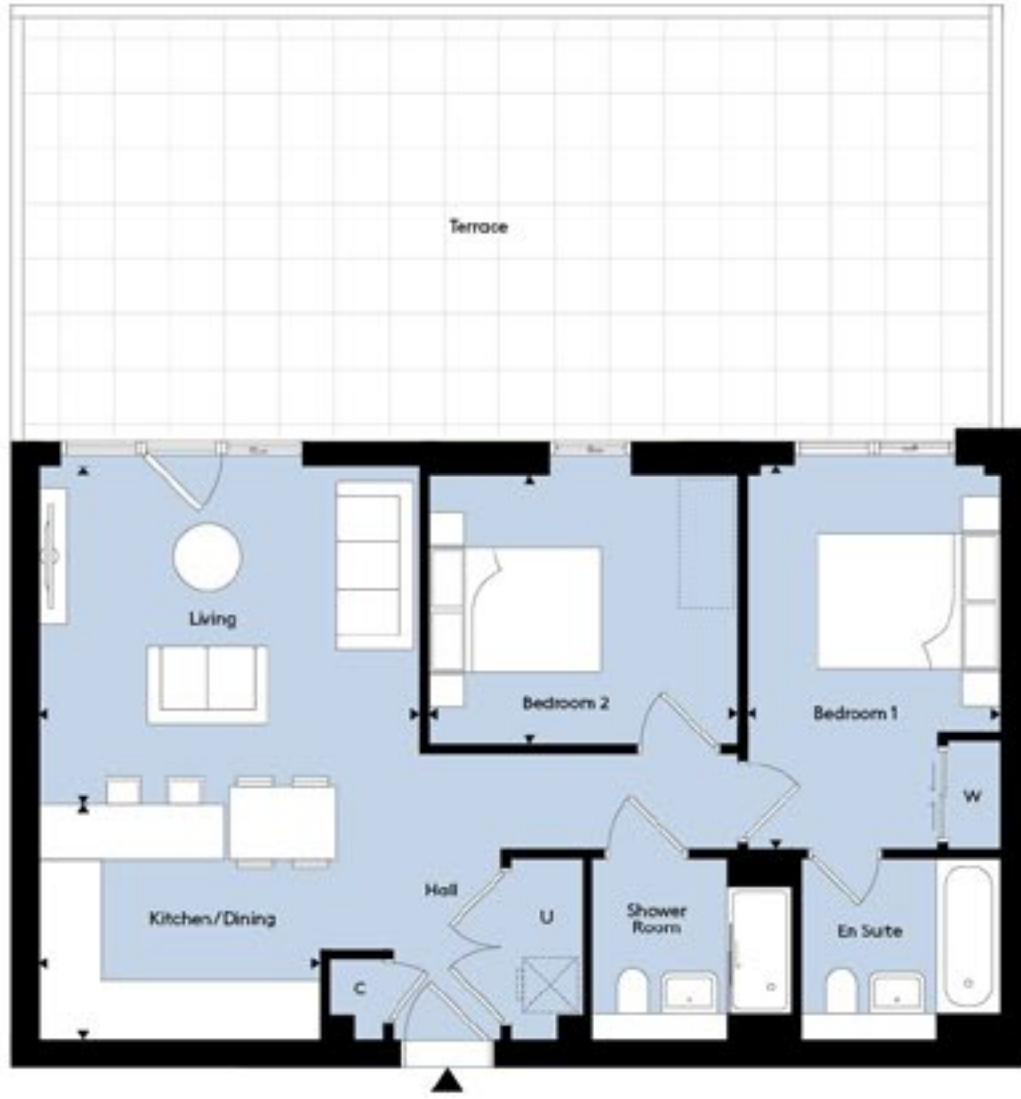 Terrace
Living
Bedroom 2
Bedroom 1
W
Hall
Kitchen/Dining
U
Shower
Room
En Suite
C